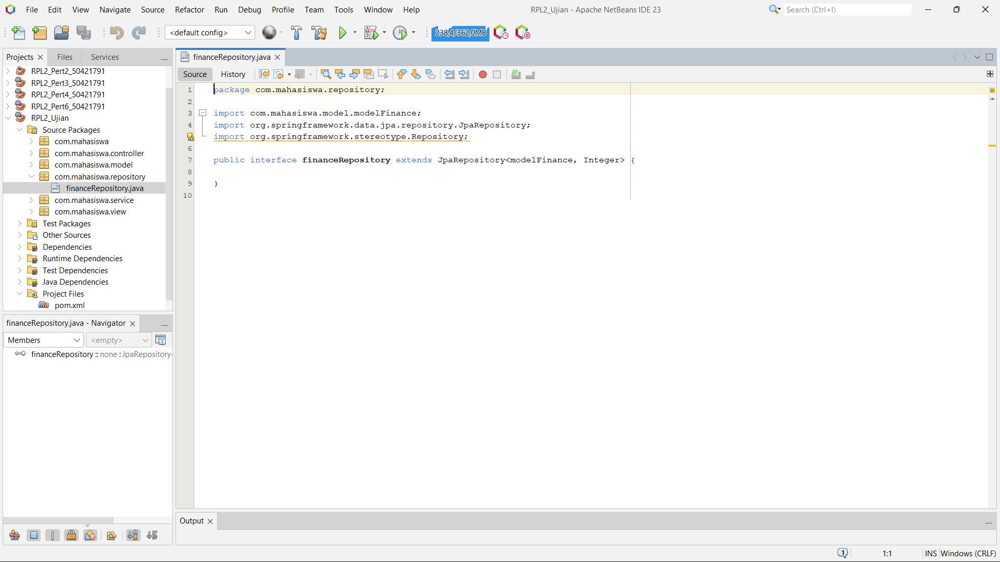 File Edit View Navigate Source Refactor Run Debug Profile Team Tools Window Help
RPL2_Ujian - Apache NetBeans IDE 23
Search (Ctrl+I)
<default config>
238,4/362,0MB
Projects Files Services
RPL2_Pert2_50421791
RPL2_Pert3_50421791
RPL2_Pert4_50421791
RPL2_Pert6_50421791
RPL2_Ujian
Source Packages
com.mahasiswa
com.mahasiswa.controller
com.mahasiswa.model
com.mahasiswa.repository
financeRepository.java
com.mahasiswa.service
com.mahasiswa.view
Test Packages
Other Sources
Dependencies
Runtime Dependencies
Test Dependencies
Java Dependencies
Project Files
pom.xml
financeRepository.java - Navigator
Members <empty>
financeRepository :: none : JpaRepository
financeRepository.java
Source History
1 package com.mahasiswa.repository;
2
3 import com.mahasiswa.model.modelFinance;
4 import org.springframework.data.jpa.repository.JpaRepository;
import org.springframework.stereotype.Repository;
6
7 public interface financeRepository extends JpaRepository<modelFinance, Integer> {
8
9 }
10
Output
1
1:1
INS Windows (CRLF)